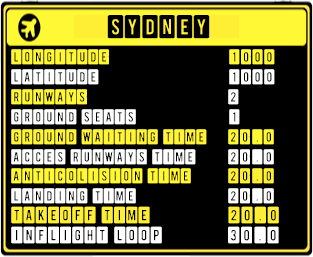 SYDNEY
LONGITUDE 1000
LATITUDE 1000
RUNWAYS 2
GROUND SEATS 1
GROUND WAITING TIME 20.0
ACCES RUNWAYS TIME 20.0
ANTICOLISION TIME 20.0
LANDING TIME 20.0
TAKEOFF TIME 20.0
INFLIGHT LOOP 30.0